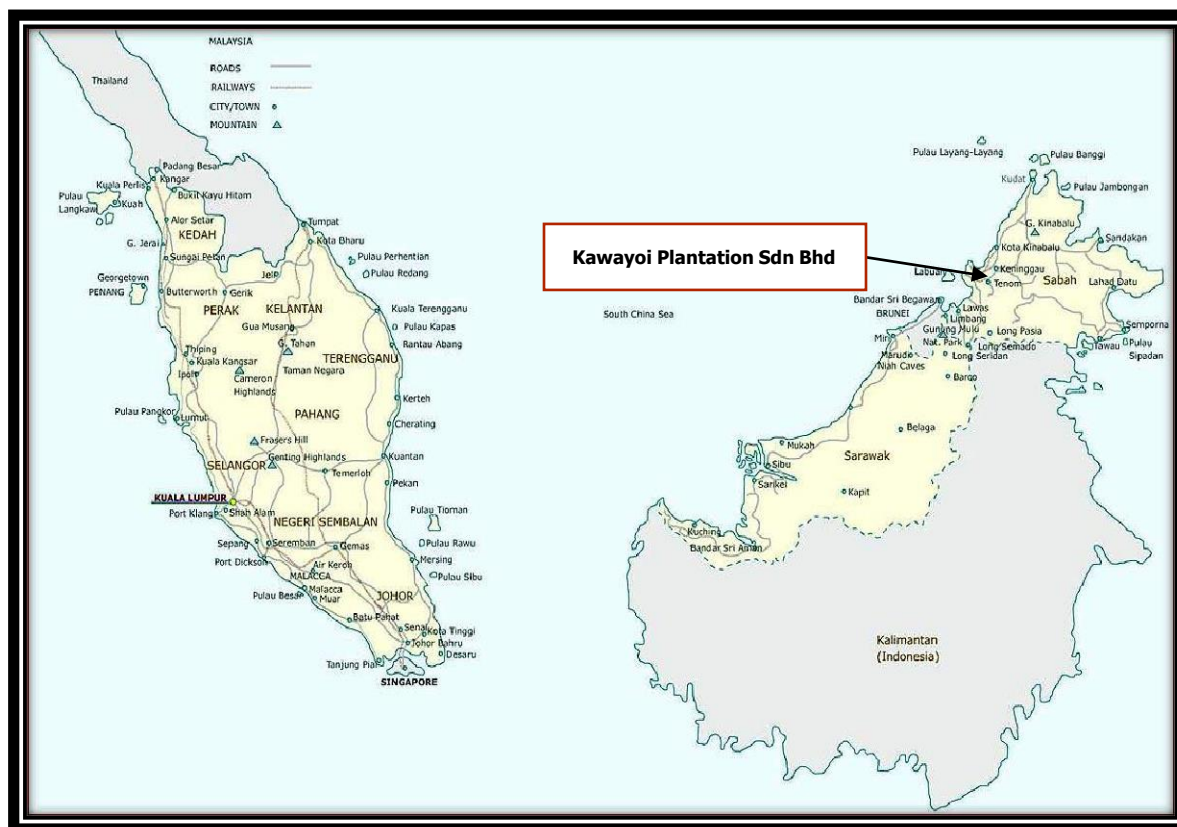 MALAYSIA
ROADS
RAILWAYS
CITY/TOWN
MOUNTAIN
Thailand
Padang Besar
Kangar
Kuala Perlis
Bukit Kayu Hitam
Pulau
Langkawi
Kuah
Alor Setar
KEDAH
G. Jerai
Sungai Petan
Georgetown
PENANG
Butterworth
Gerik
PERAK
Tumpat
Kota Bharu
Pulau Perhentian
Pulau Redang
Jeli
KELANTAN
Kuala Terengganu
Gua Musang
Pulau Kapas
Rantau Abang
G. Tahan
TERENGGANU
Taman Negara
Thiping
Kuala Kangsar
Ipoh
Cameron
Highlands
PAHANG
Kerteh
Cherating
Pulau Pangkor
Lumut
Frasers Hill
Genting Highlands
SELANGOR
Temerloh
Kuantan
Pekan
KUALA LUMPUR
Port Klang
Shah Alam
NEGERI SEMBALAN
Pulau Tioman
Sepang
Seremban
Gemas
Pulau Rawu
Mersing
Port Dickson
Air Keroh
MALACCA
Pulau Sibu
Malacca
Pulau Besar
Muar
JOHOR
Batu Pahat
Senai
Kota Tinggi
Johor Bahru
Desaru
Tanjung Piai
SINGAPORE
South China Sea
Kawayoi Plantation Sdn Bhd
Pulau Layang-Layang
Pulau Banggi
Kudat
Pulau Jambongan
G. Kinabalu
Sandakan
Kota Kinabalu
Labuan
Keninggau
Tenom
Sabah
Lahad Datu
Bandar Sri Begawan
BRUNEI
Lawas
Limbang
Gunung Mulu
Nat. Park
Long Pasia
Semporna
Miri
Long Semado
Tawau
Pulau
Sipadan
Marudi
Niah Caves
Long Seridan
Bareo
Belaga
Mukah
Sibu
Sarawak
Sarikei
Kapit
Kuching
Bandar Sri Aman
Kalimantan
(Indonesia)